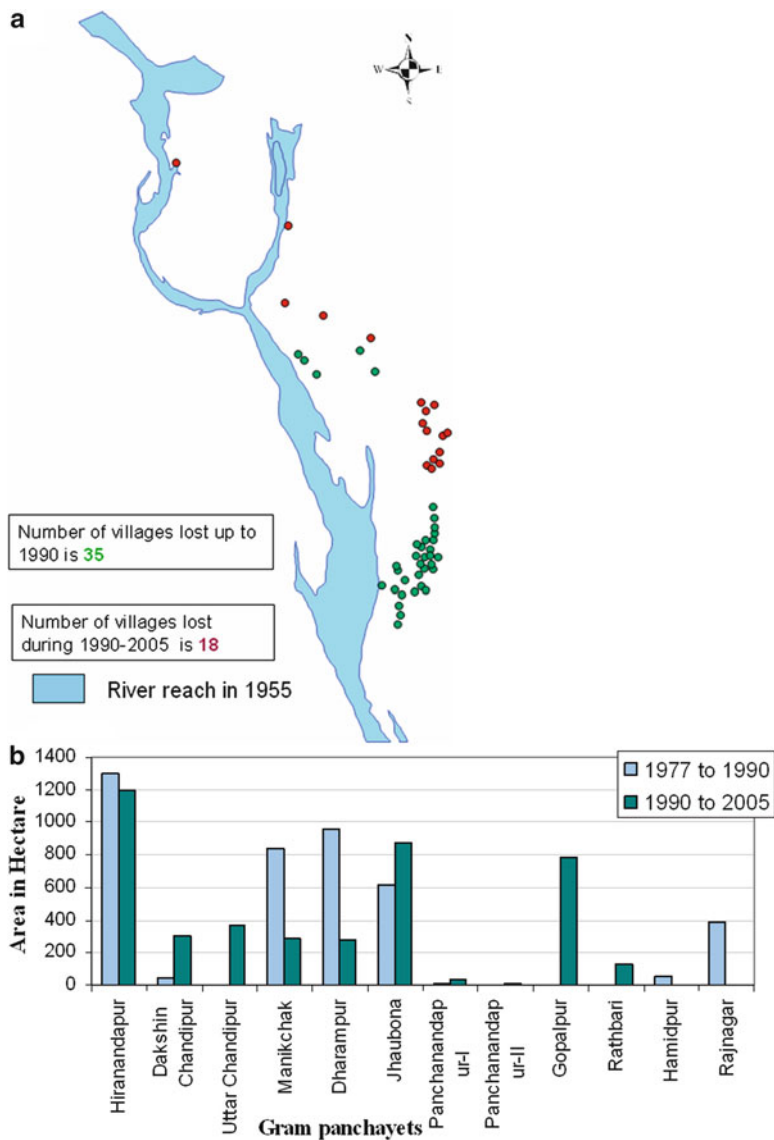 a
N
W E
S
Number of villages lost up to
1990 is 35
Number of villages lost
during 1990-2005 is 18
River reach in 1955
b
1400
1200
1000
800
600
400
200
0
Area in Hectare
1977 to 1990
1990 to 2005
Hiranandapur
Dakshin
Chandipur
Uttar Chandipur
Manikchak
Dharampur
Jhaubona
Panchanandap
ur-I
Panchanandap
ur-II
Gopalpur
Rathbari
Hamidpur
Rajnagar
Gram panchayets